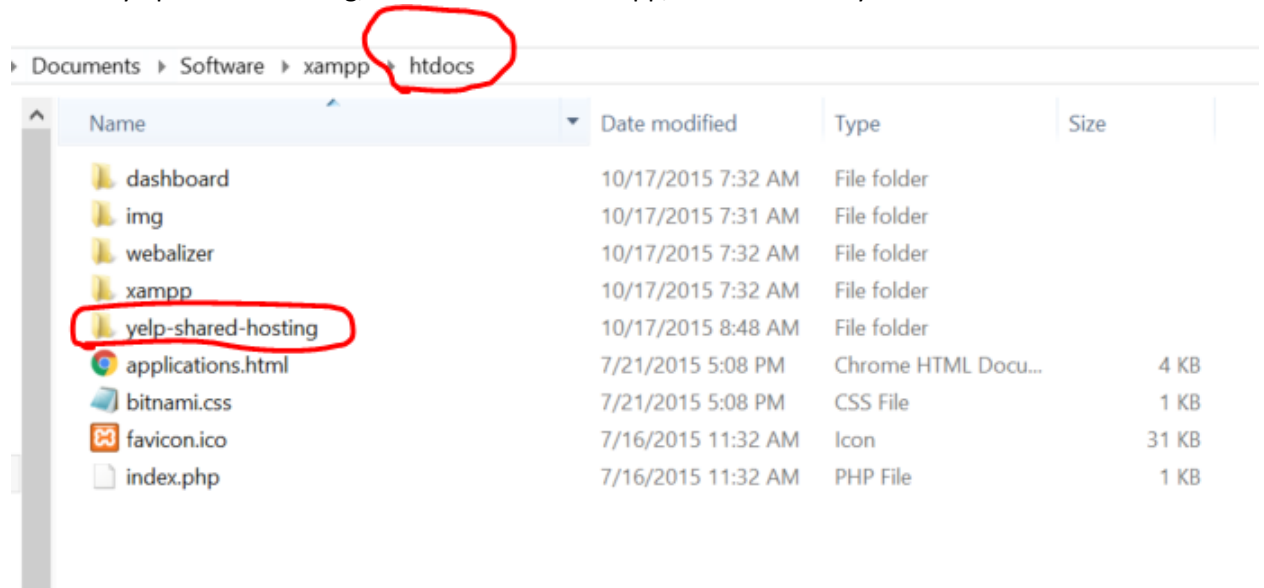 Documents Software xampp htdocs
Name Date modified Type Size
dashboard 10/17/2015 7:32 AM File folder
img 10/17/2015 7:31 AM File folder
webalizer 10/17/2015 7:32 AM File folder
xampp 10/17/2015 7:32 AM File folder
yelp-shared-hosting 10/17/2015 8:48 AM File folder
applications.html 7/21/2015 5:08 PM Chrome HTML Docu... 4 KB
bitnami.css 7/21/2015 5:08 PM CSS File 1 KB
favicon.ico 7/16/2015 11:32 AM Icon 31 KB
index.php 7/16/2015 11:32 AM PHP File 1 KB